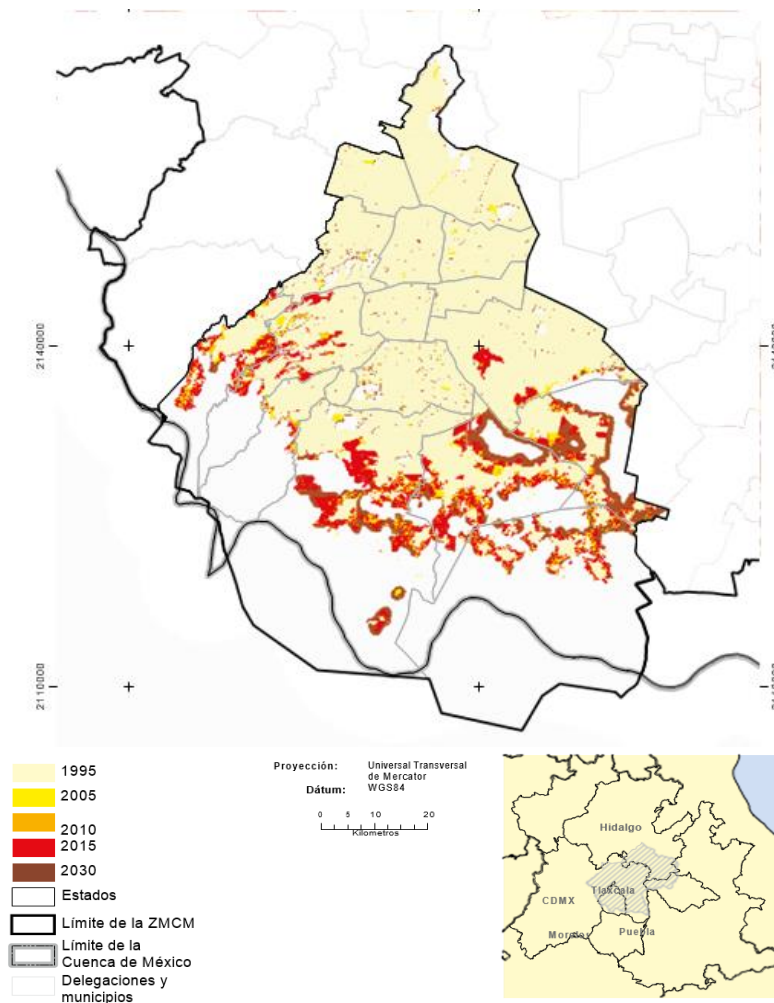 2140000
2110000
1995
2005
2010
2015
2030
Estados
Límite de la ZMCM
Límite de la
Cuenca de México
Delegaciones y
municipios
Proyección: Universal Transversal
de Mercator
Dátum: WGS84
0 5 10 20
Kilometros
Hidalgo
Tlaxcala
CDMX
Puebla